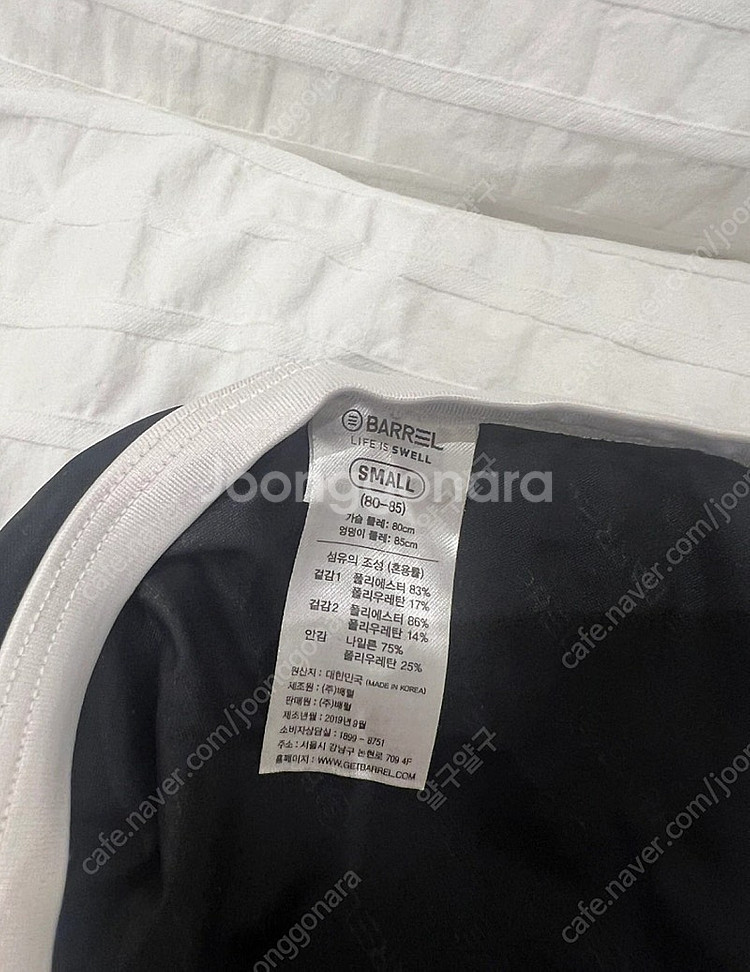 BARREL
LIFE IS SWELL
SMALL
(80-85)
가슴 둘레: 80cm
엉덩이 둘레: 85cm
섬유의 조성 (혼용률)
겉감1 폴리에스터 83%
폴리우레탄 17%
겉감2 폴리에스터 86%
폴리우레탄 14%
안감 나일론 75%
폴리우레탄 25%
원산지 : 대한민국 (MADE IN KOREA)
제조원 : (주)배럴
판매원 : (주)배럴
제조년월 : 2019년 9월
소비자상담실 : 1899 - 8751
주소 : 서울시 강남구 논현로 709 4F
홈페이지 : WWW.GETBARREL.COM
joonggonara
cafe.naver.com/joonggonara
알구알구